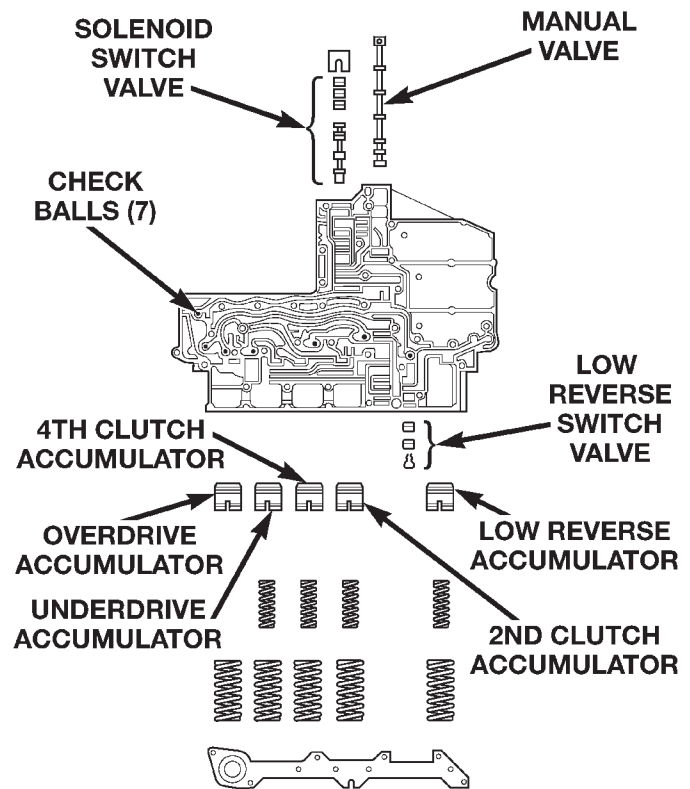 SOLENOID
SWITCH
VALVE
MANUAL
VALVE
CHECK
BALLS (7)
LOW
REVERSE
SWITCH
VALVE
4TH CLUTCH
ACCUMULATOR
OVERDRIVE
ACCUMULATOR
LOW REVERSE
ACCUMULATOR
UNDERDRIVE
ACCUMULATOR
2ND CLUTCH
ACCUMULATOR